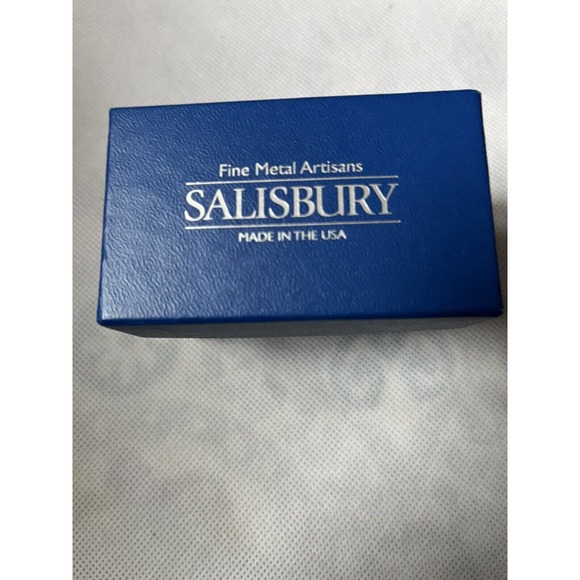 Fine Metal Artisans
SALISBURY
MADE IN THE USA